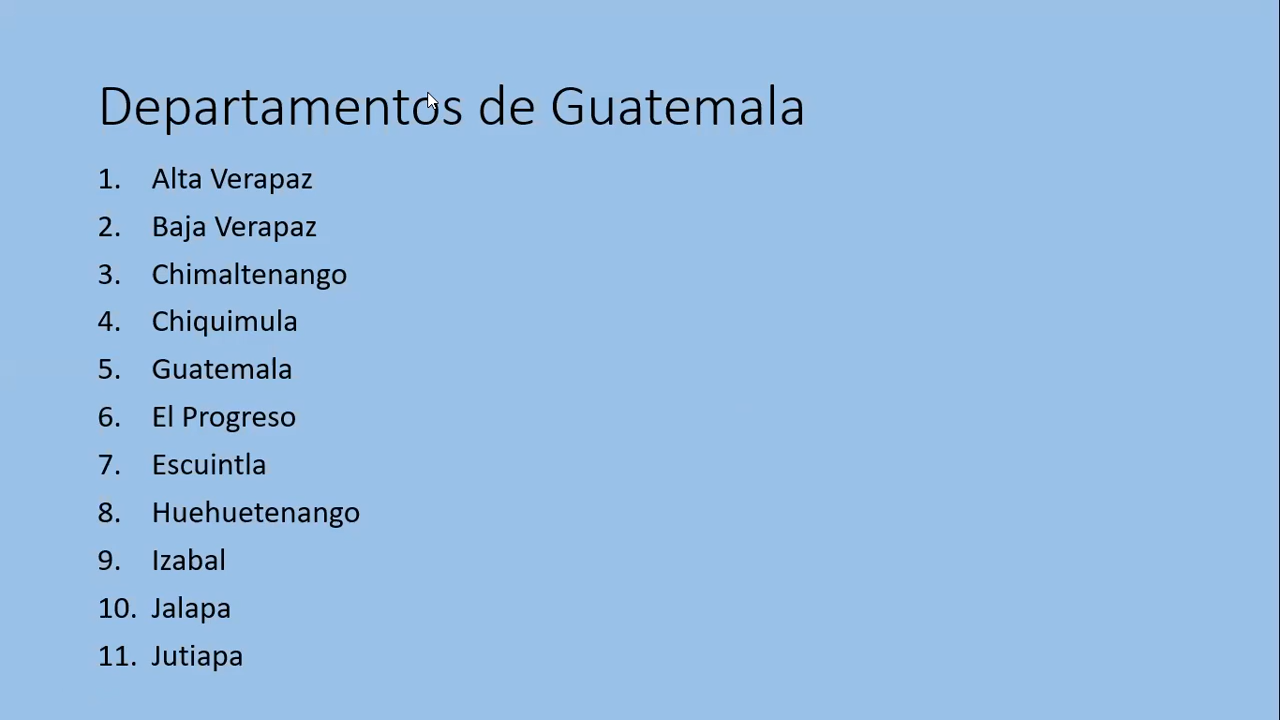 Departamentos de Guatemala
1. Alta Verapaz
2. Baja Verapaz
3. Chimaltenango
4. Chiquimula
5. Guatemala
6. El Progreso
7. Escuintla
8. Huehuetenango
9. Izabal
10. Jalapa
11. Jutiapa